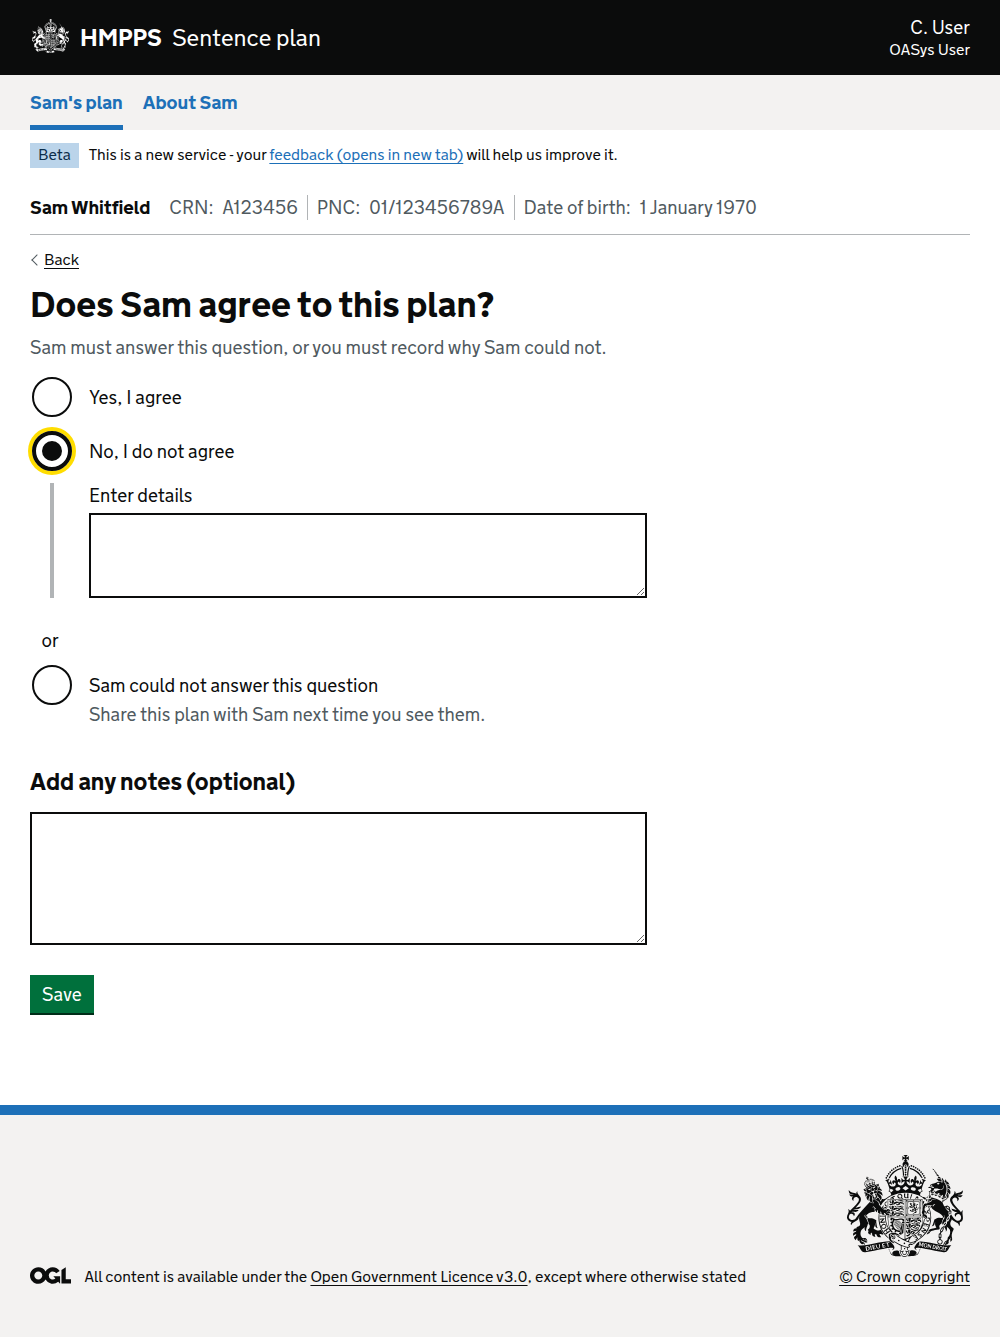 HMPPS Sentence plan
C. User
OASys User
Sam's plan About Sam
Beta This is a new service - your feedback (opens in new tab) will help us improve it.
Sam Whitfield CRN: A123456 PNC: 01/123456789A Date of birth: 1 January 1970
Back
Does Sam agree to this plan?
Sam must answer this question, or you must record why Sam could not.
Yes, I agree
No, I do not agree
Enter details
or
Sam could not answer this question
Share this plan with Sam next time you see them.
Add any notes (optional)
Save
OGL All content is available under the Open Government Licence v3.0, except where otherwise stated
© Crown copyright